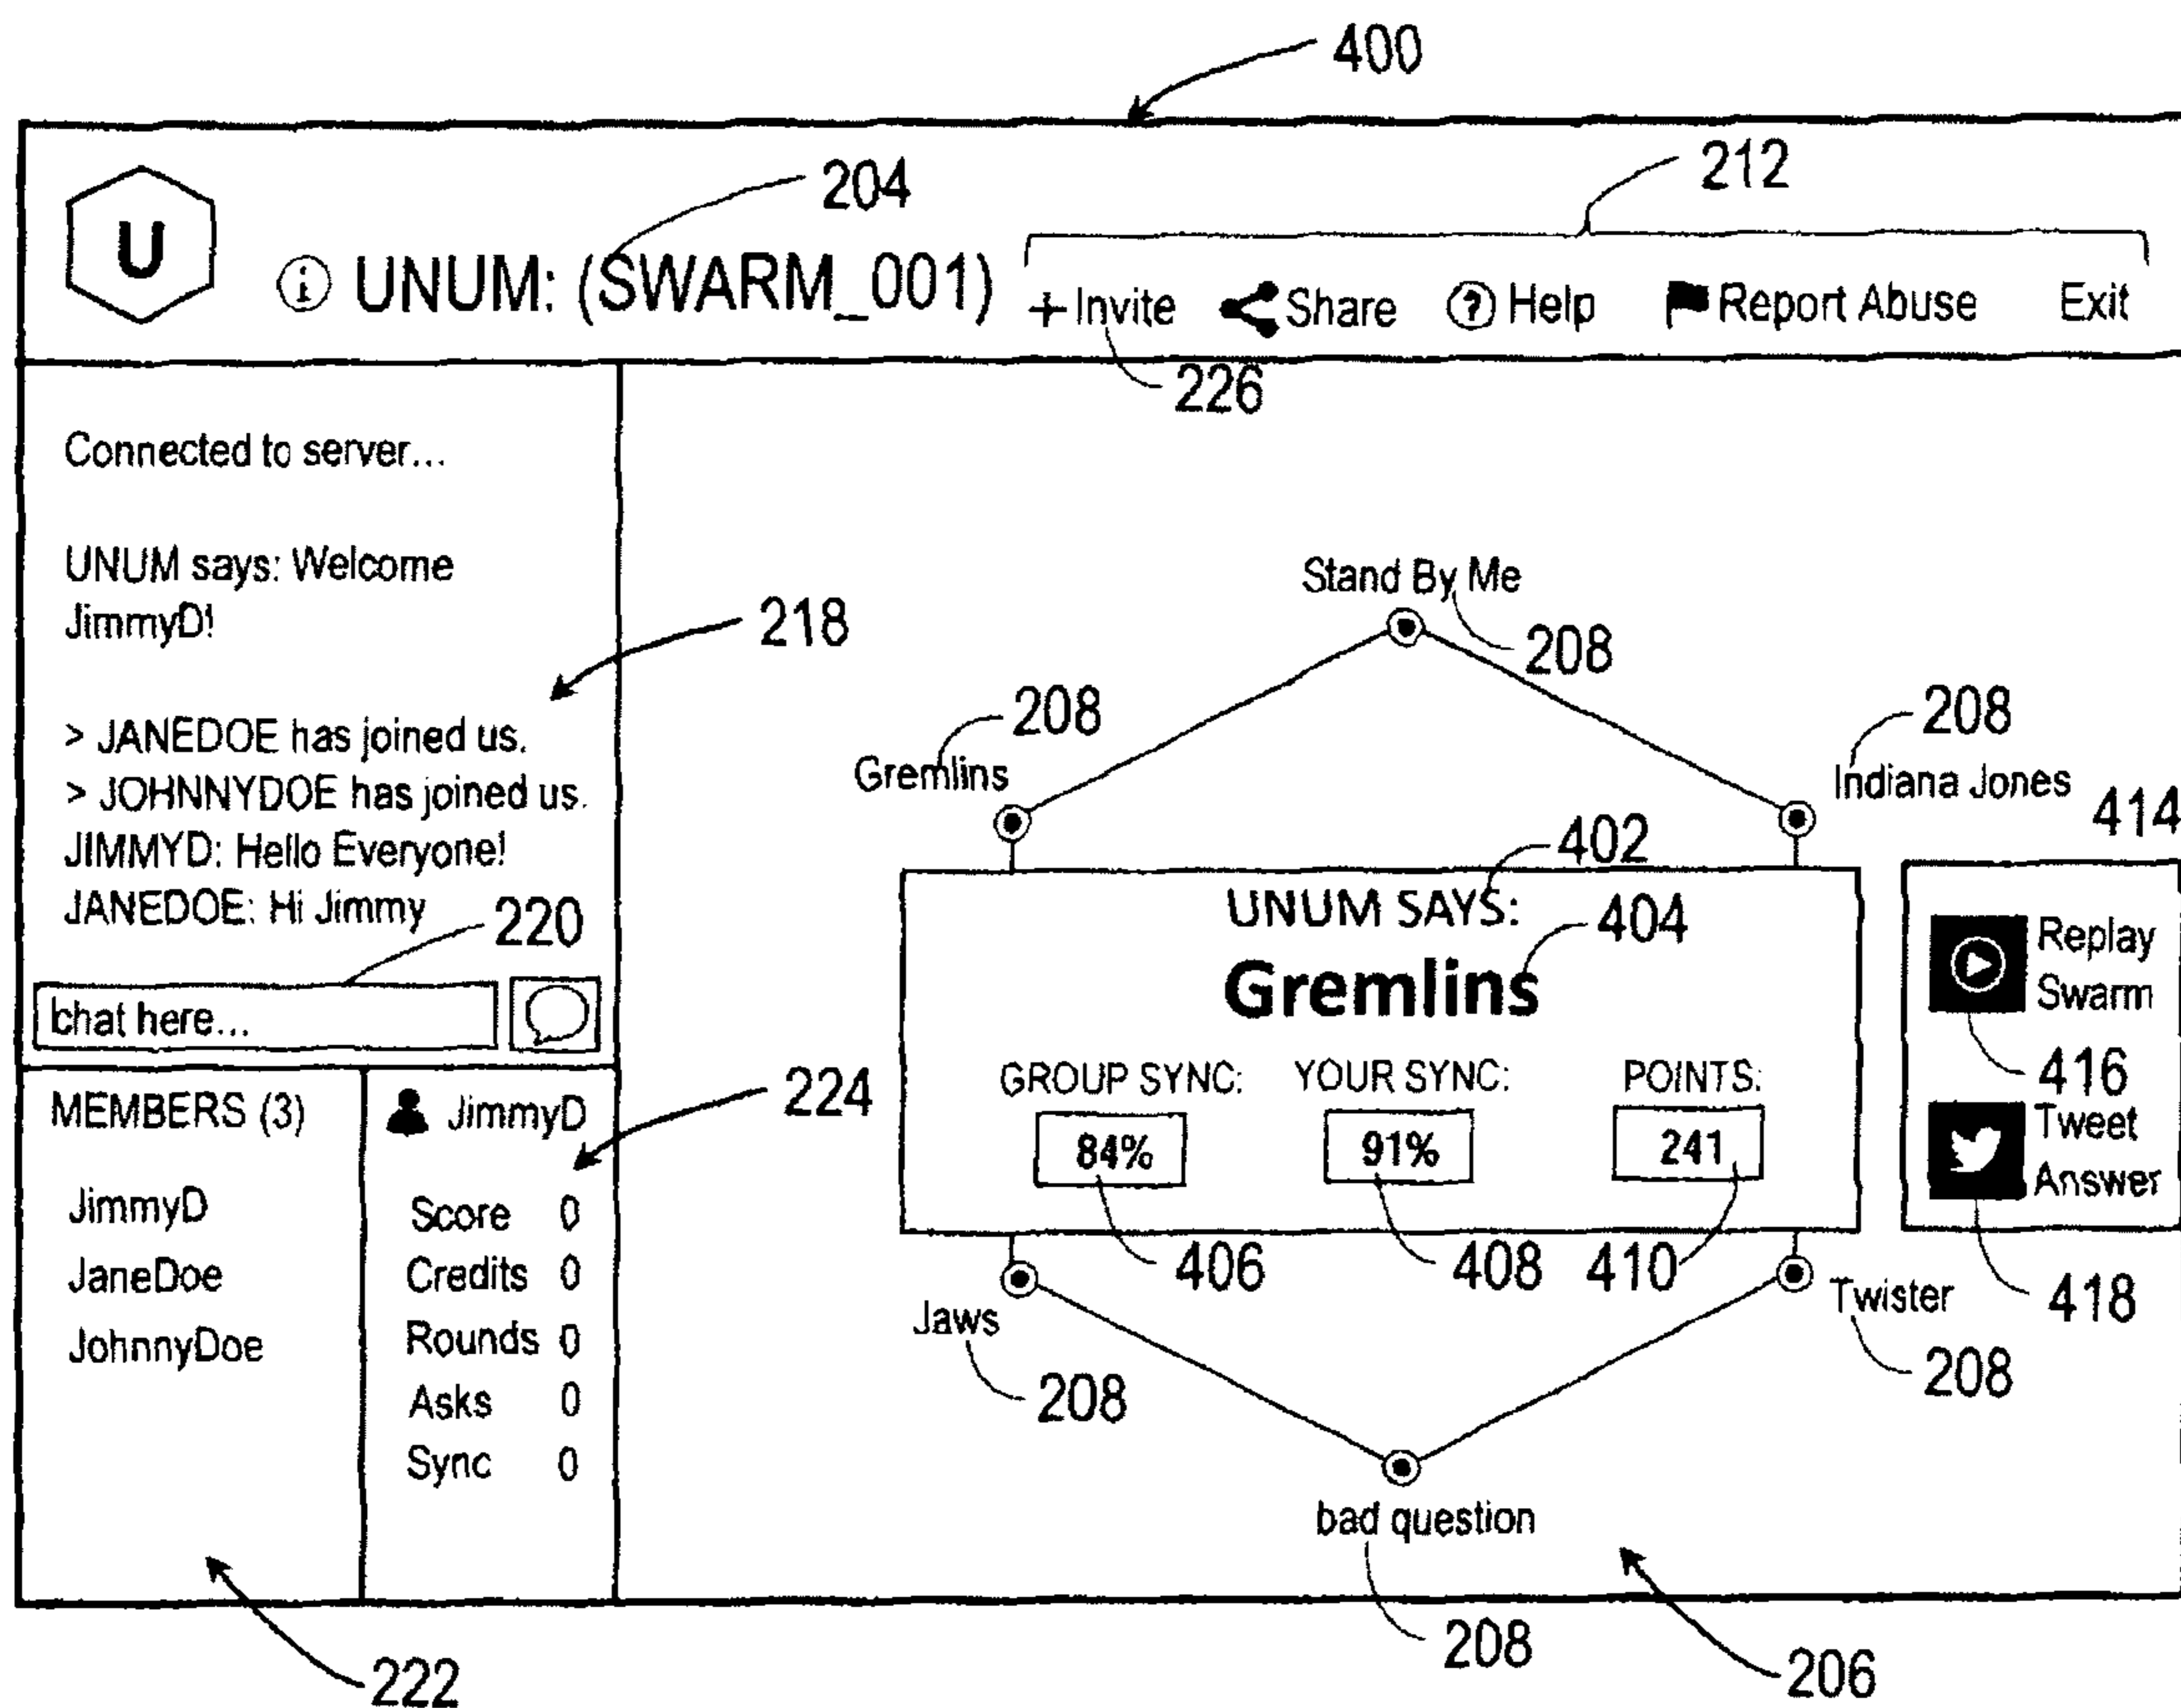 400
204
212
U
i UNUM: (SWARM_001)
+ Invite Share ? Help Report Abuse Exit
226
Connected to server...
UNUM says: Welcome
JimmyD!
218
> JANEDOE has joined us.
> JOHNNYDOE has joined us.
JIMMYD: Hello Everyone!
JANEDOE: Hi Jimmy
220
chat here...
MEMBERS (3)
JimmyD
JaneDoe
JohnnyDoe
222
JimmyD
224
Score 0
Credits 0
Rounds 0
Asks 0
Sync 0
Stand By Me
208
208
Gremlins
208
Indiana Jones
402
UNUM SAYS:
404
Gremlins
GROUP SYNC: YOUR SYNC: POINTS:
84% 91% 241
406 408 410
414
Replay
Swarm
416
Tweet
Answer
418
Jaws
208
Twister
208
bad question
208
206